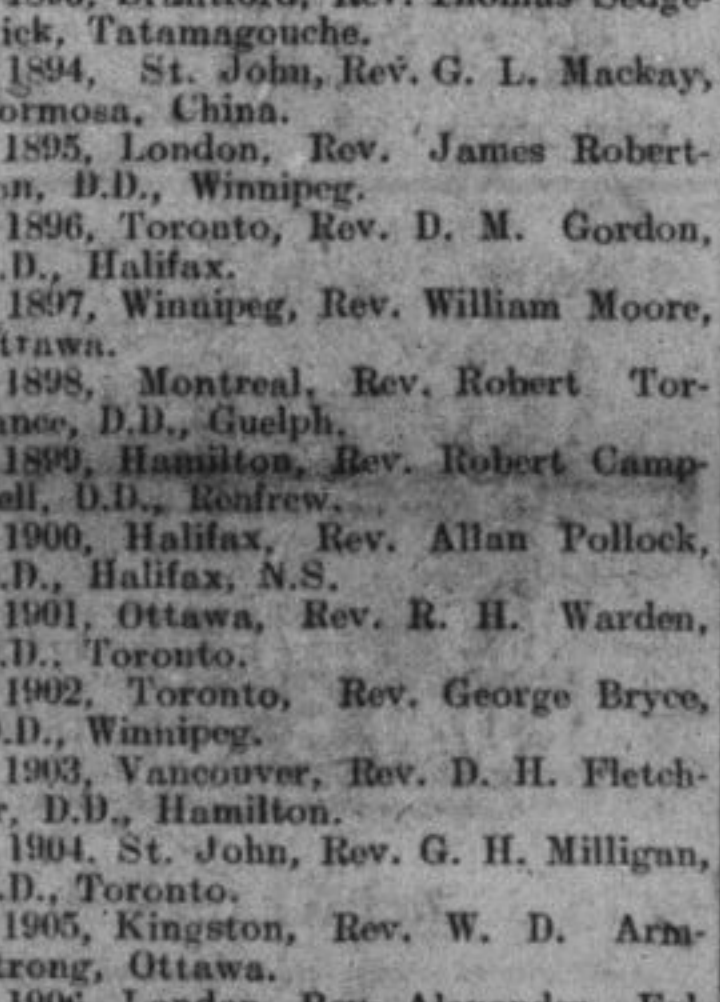 ick, Tatamagouche.
1894, St. John, Rev. G. L. Mackay,
ormosa, China.
1895, London, Rev. James Robert-
on, D.D., Winnipeg.
1896, Toronto, Rev. D. M. Gordon,
.D., Halifax.
1897, Winnipeg, Rev. William Moore,
ttawa.
1898, Montreal, Rev. Robert Tor-
ance, D.D., Guelph.
1899, Hamilton, Rev. Robert Camp-
ell, D.D., Renfrew.
1900, Halifax, Rev. Allan Pollock,
.D., Halifax, N.S.
1901, Ottawa, Rev. R. H. Warden,
.D., Toronto.
1902, Toronto, Rev. George Bryce,
D.D., Winnipeg.
1903, Vancouver, Rev. D. H. Fletch-
r, D.D., Hamilton.
1904. St. John, Rev. G. H. Milligan,
.D., Toronto.
1905, Kingston, Rev. W. D. Arm-
trong, Ottawa.